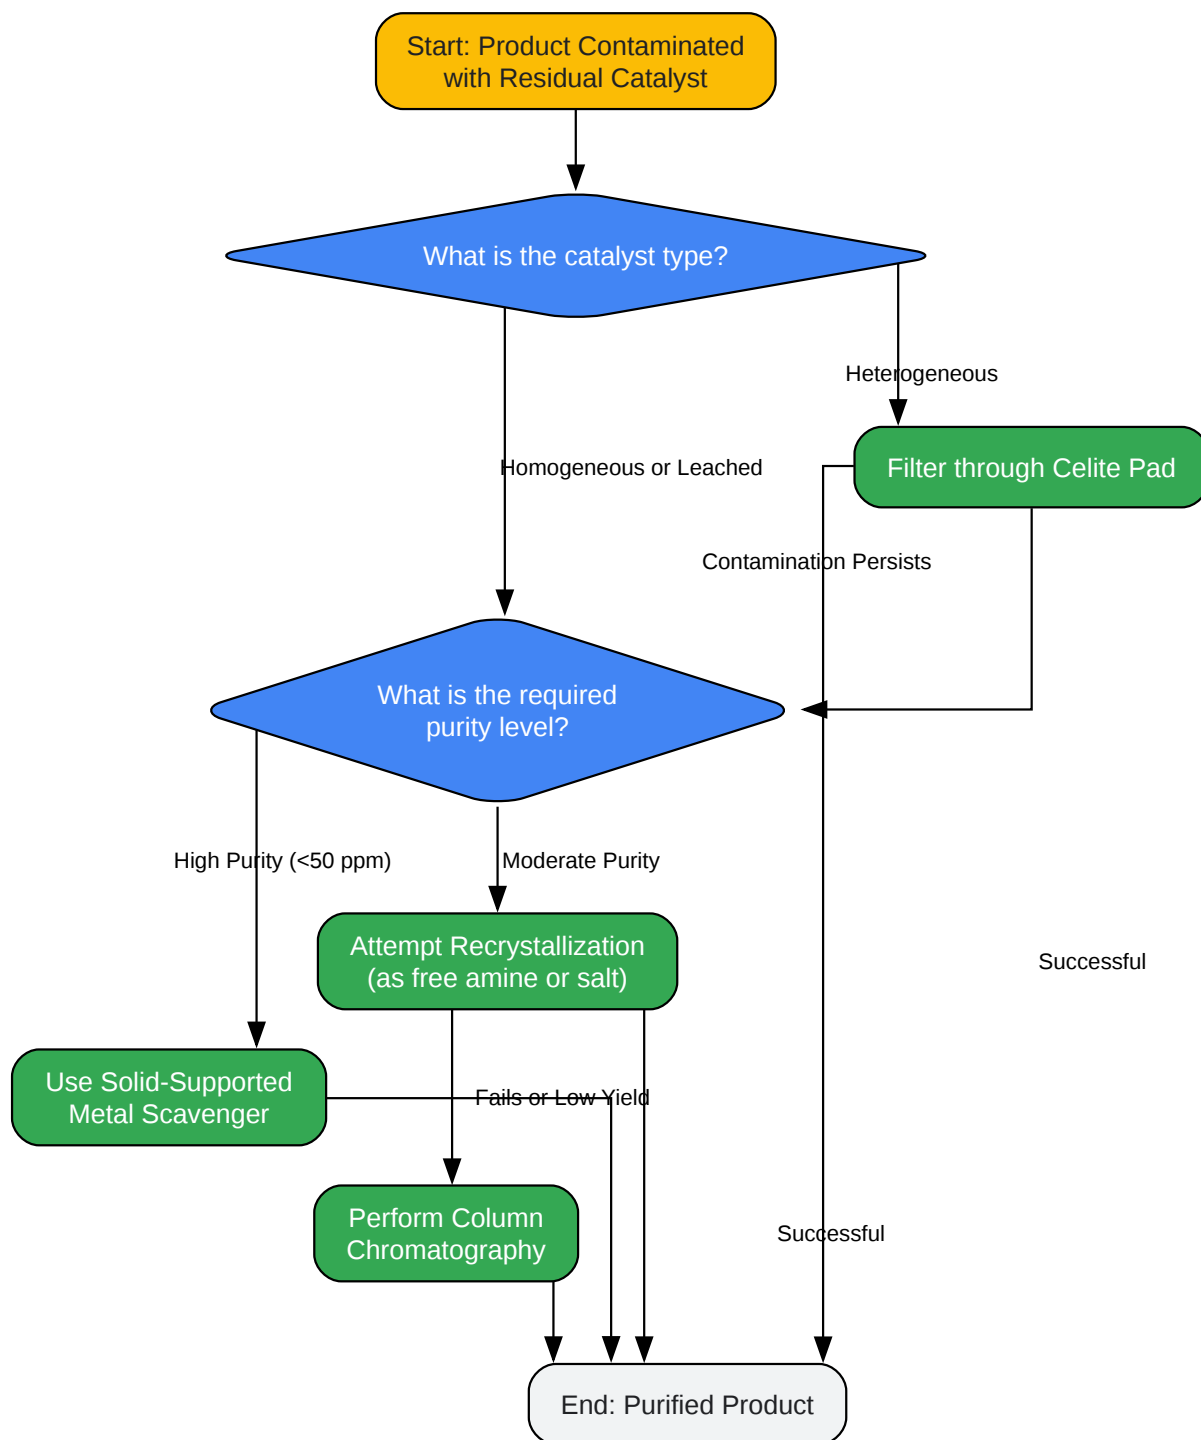 Start: Product Contaminated
with Residual Catalyst
What is the catalyst type?
Heterogeneous
Homogeneous or Leached
Filter through Celite Pad
Contamination Persists
What is the required
purity level?
High Purity (<50 ppm)
Moderate Purity
Attempt Recrystallization
(as free amine or salt)
Successful
Use Solid-Supported
Metal Scavenger
Fails or Low Yield
Perform Column
Chromatography
Successful
End: Purified Product